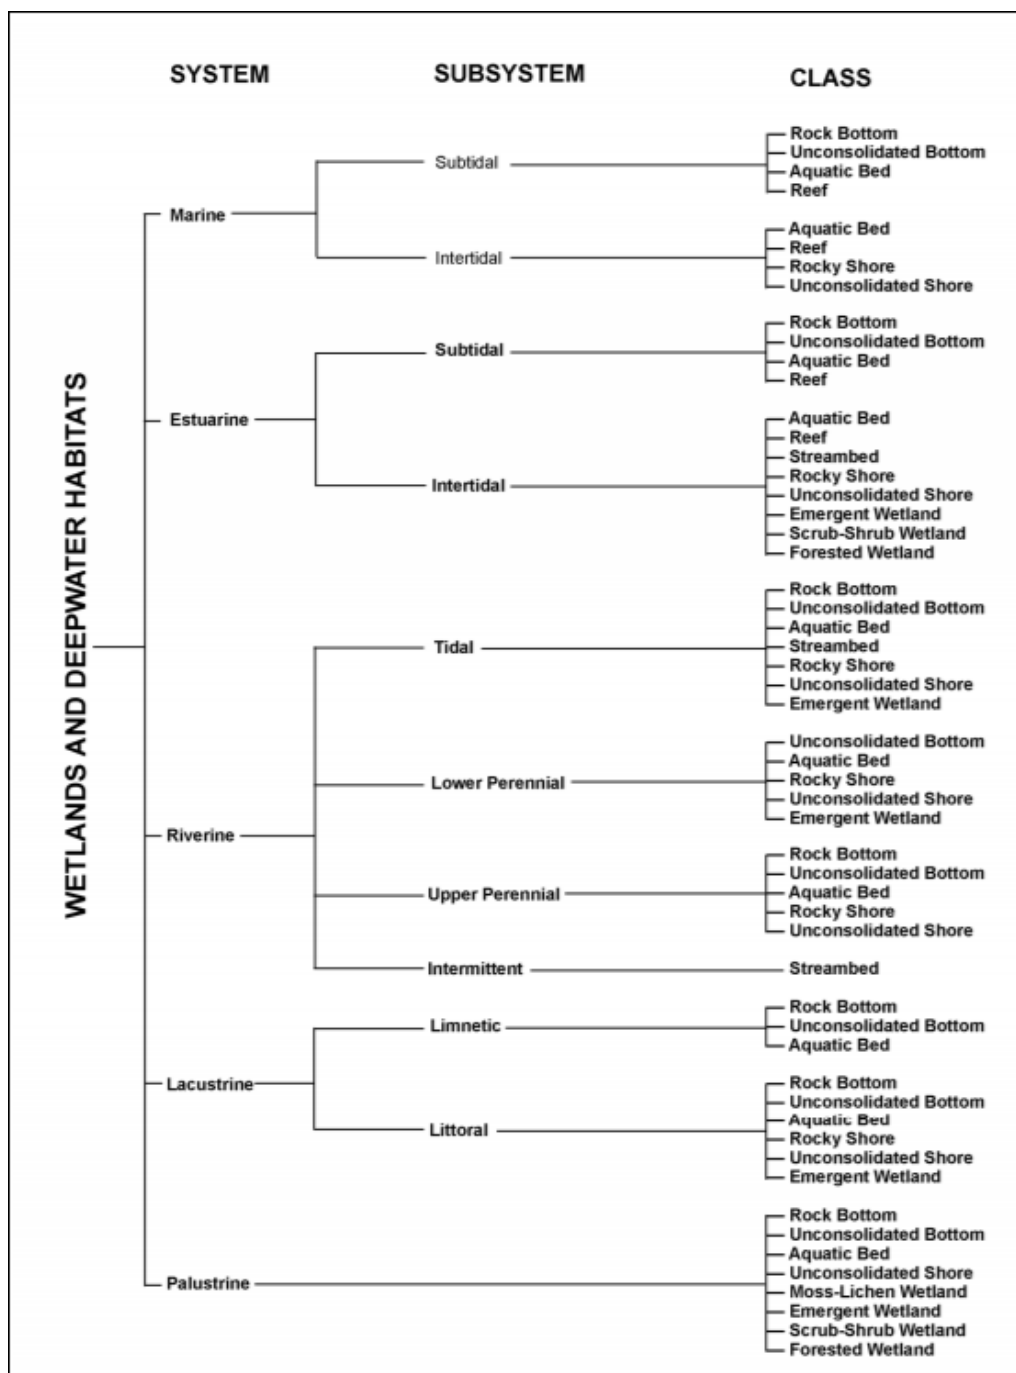 SYSTEM SUBSYSTEM CLASS
WETLANDS AND DEEPWATER HABITATS
Marine
Subtidal
Rock Bottom
Unconsolidated Bottom
Aquatic Bed
Reef
Intertidal
Aquatic Bed
Reef
Rocky Shore
Unconsolidated Shore
Estuarine
Subtidal
Rock Bottom
Unconsolidated Bottom
Aquatic Bed
Reef
Intertidal
Aquatic Bed
Reef
Streambed
Rocky Shore
Unconsolidated Shore
Emergent Wetland
Scrub-Shrub Wetland
Forested Wetland
Riverine
Tidal
Rock Bottom
Unconsolidated Bottom
Aquatic Bed
Streambed
Rocky Shore
Unconsolidated Shore
Emergent Wetland
Lower Perennial
Unconsolidated Bottom
Aquatic Bed
Rocky Shore
Unconsolidated Shore
Emergent Wetland
Upper Perennial
Rock Bottom
Unconsolidated Bottom
Aquatic Bed
Rocky Shore
Unconsolidated Shore
Intermittent
Streambed
Lacustrine
Limnetic
Rock Bottom
Unconsolidated Bottom
Aquatic Bed
Littoral
Rock Bottom
Unconsolidated Bottom
Aquatic Bed
Rocky Shore
Unconsolidated Shore
Emergent Wetland
Palustrine
Rock Bottom
Unconsolidated Bottom
Aquatic Bed
Unconsolidated Shore
Moss-Lichen Wetland
Emergent Wetland
Scrub-Shrub Wetland
Forested Wetland